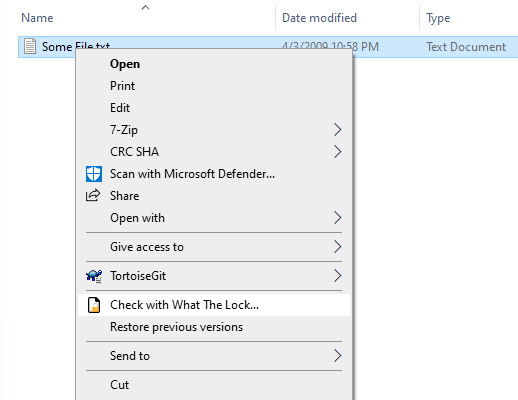 Name Date modified Type
Some File.txt 4/3/2009 10:58 PM Text Document
Open
Print
Edit
7-Zip
CRC SHA
Scan with Microsoft Defender...
Share
Open with
Give access to
TortoiseGit
Check with What The Lock...
Restore previous versions
Send to
Cut